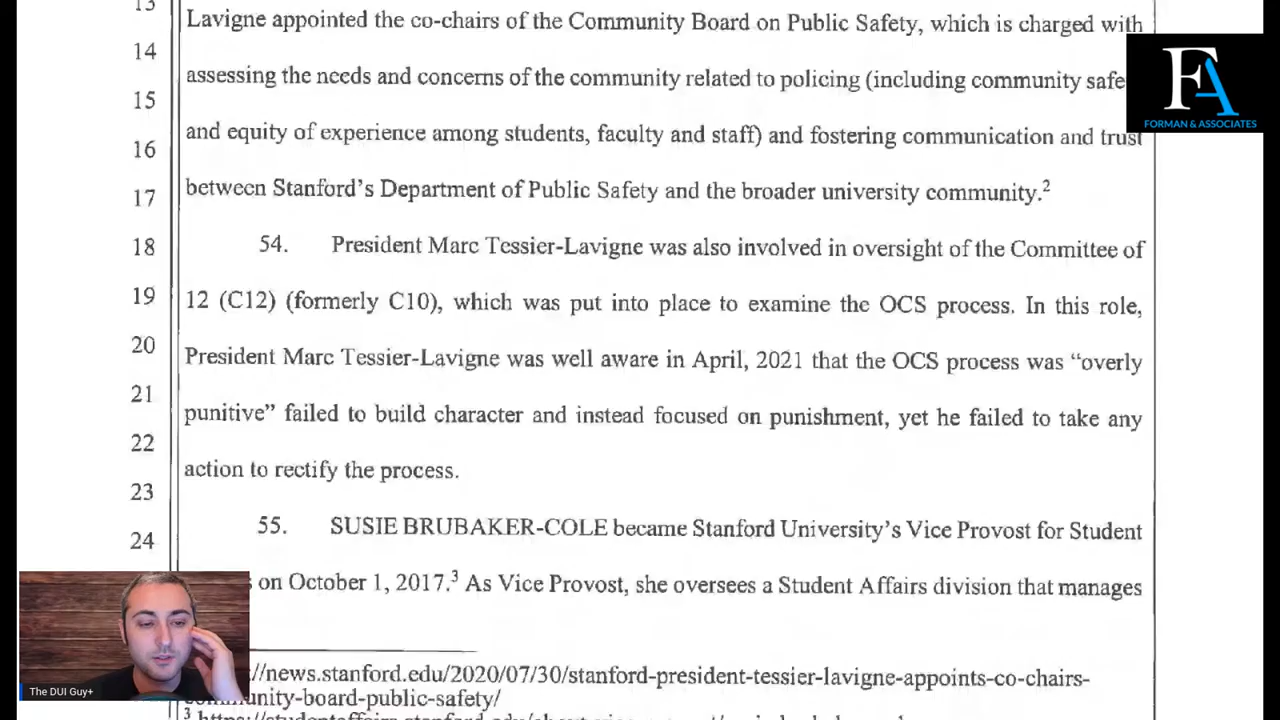 13
Lavigne appointed the co-chairs of the Community Board on Public Safety, which is charged with
14
assessing the needs and concerns of the community related to policing (including community
15
and equity of experience among students, faculty and staff) and fostering communication and trust
16
between Stanford's Department of Public Safety and the broader university community.2
17
54. President Marc Tessier-Lavigne was also involved in oversight of the Committee of
18
12 (C12) (formerly C10), which was put into place to examine the OCS process. In this role,
19
President Marc Tessier-Lavigne was well aware in April, 2021 that the OCS process was “overly
20
punitive” failed to build character and instead focused on punishment, yet he failed to take any
21
action to rectify the process.
22
23
55. SUSIE BRUBAKER-COLE became Stanford University's Vice Provost for Student
24
on October 1, 2017.3 As Vice Provost, she oversees a Student Affairs division that manages
//news.stanford.edu/2020/07/30/stanford-president-tessier-lavigne-appoints-co-chairs-
unity-board-public-safety/
3
FA
FORMAN & ASSOCIATES
The DUI Guy+